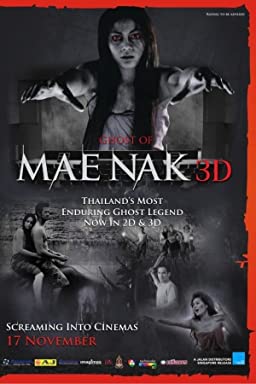 GHOST OF
MAE NAK 3D
THAILAND'S MOST
ENDURING GHOST LEGEND
NOW IN 2D & 3D
SCREAMING INTO CINEMAS
17 NOVEMBER